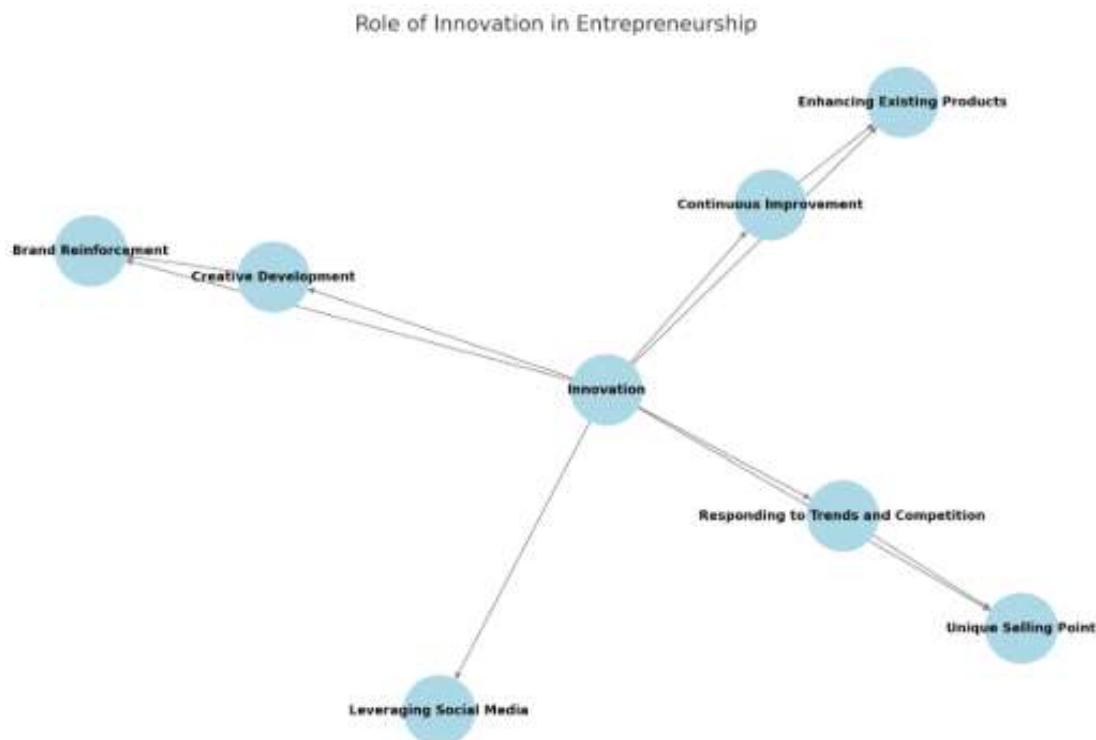 Role of Innovation in Entrepreneurship
Enhancing Existing Products
Continuous Improvement
Brand Reinforcement
Creative Development
Innovation
Responding to Trends and Competition
Unique Selling Point
Leveraging Social Media